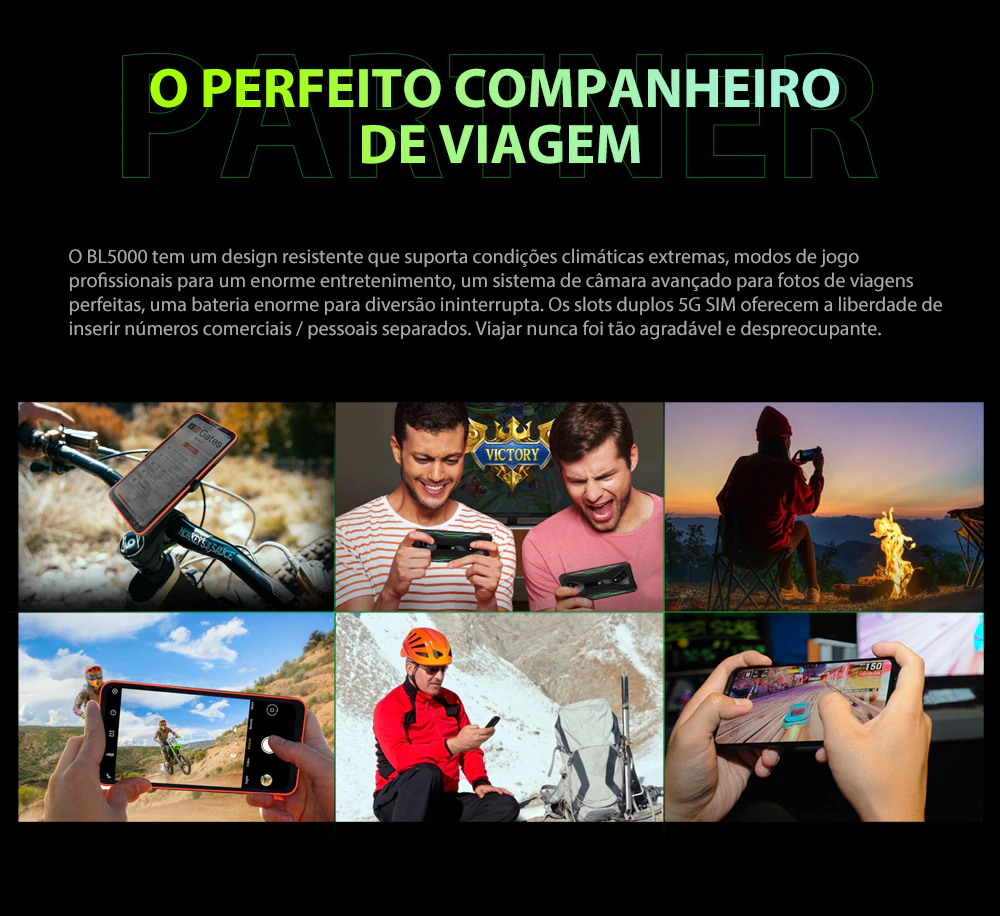 PARTNER
O PERFEITO COMPANHEIRO
DE VIAGEM
O BL5000 tem um design resistente que suporta condições climáticas extremas, modos de jogo
profissionais para um enorme entretenimento, um sistema de câmara avançado para fotos de viagens
perfeitas, uma bateria enorme para diversão ininterrupta. Os slots duplos 5G SIM oferecem a liberdade de
inserir números comerciais / pessoais separados. Viajar nunca foi tão agradável e despreocupante.
Gates
VICTORY
150